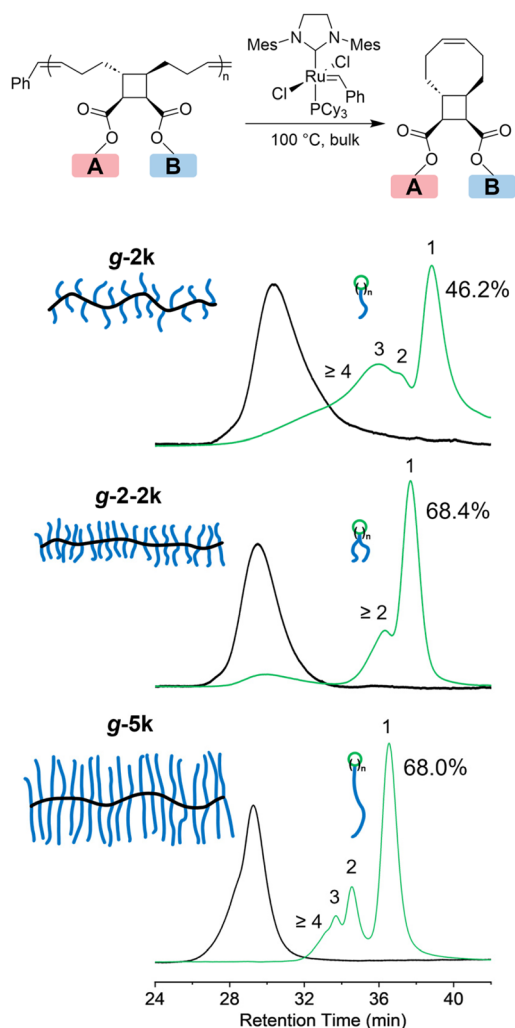 Mes N N Mes
Cl
Ru
Cl Ph
PCy3
Ph
n
O O
O O
A B
100 °C, bulk
O O
O O
A B
g-2k
( )n
1
46.2%
≥ 4 3 2
g-2-2k
( )n
1
68.4%
≥ 2
g-5k
( )n
1
68.0%
2
3
≥ 4
24 28 32 36 40
Retention Time (min)